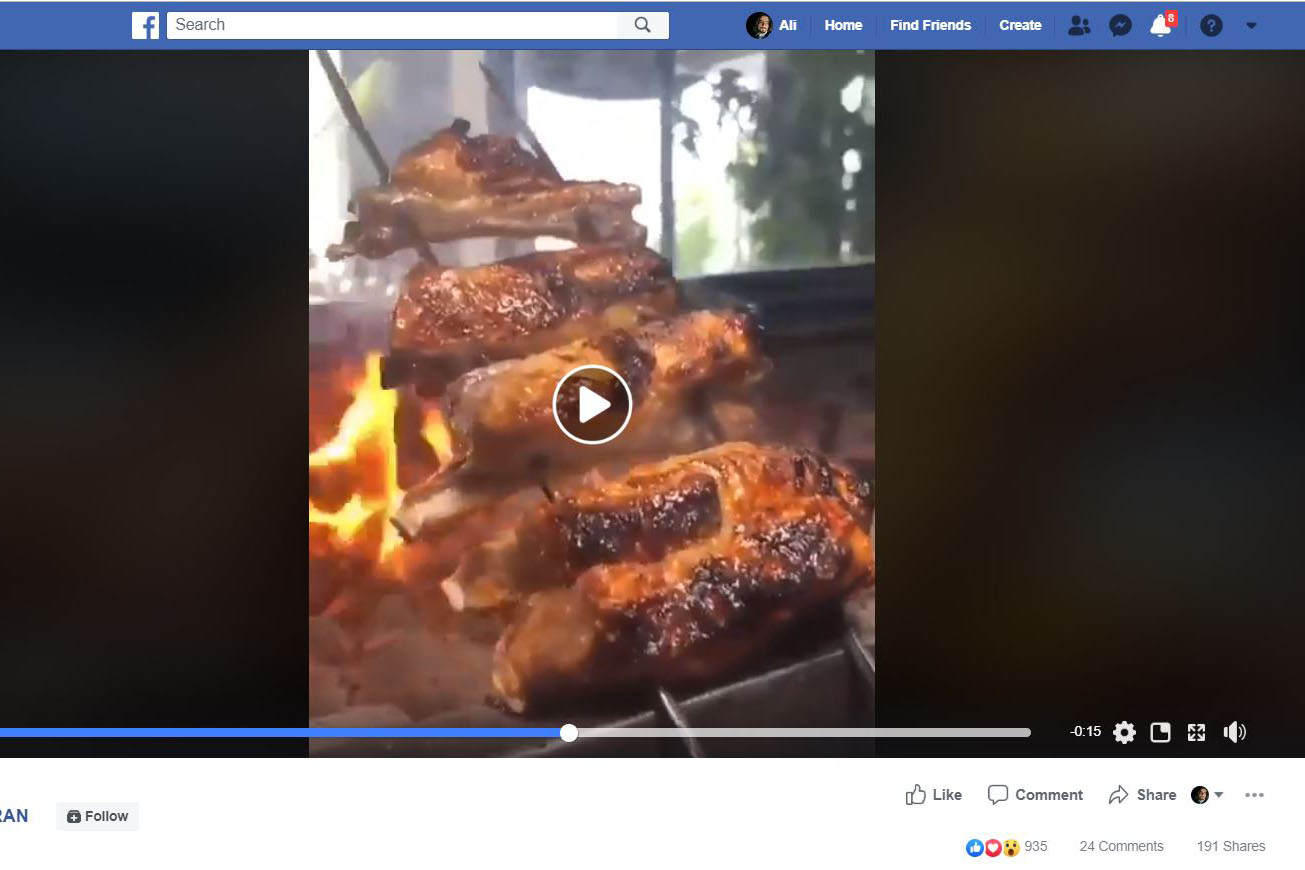 f Search Ali Home Find Friends Create 8 ?
-0:15
Like Comment Share
RAN Follow
935 24 Comments 191 Shares